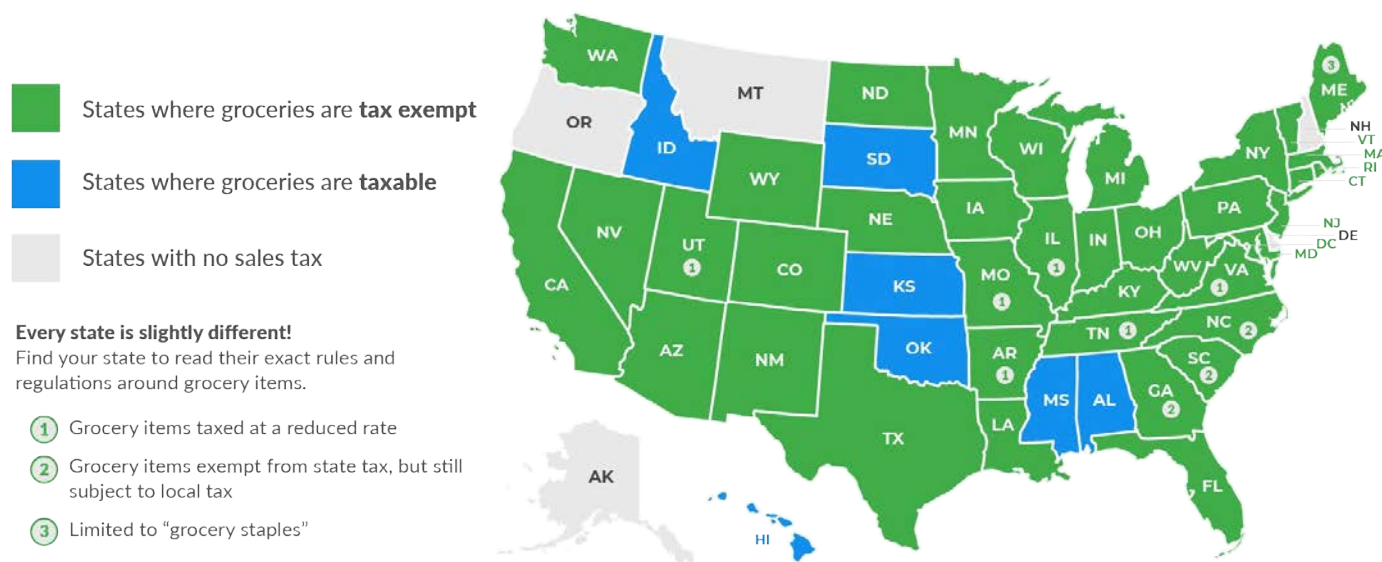 States where groceries are tax exempt
States where groceries are taxable
States with no sales tax
Every state is slightly different!
Find your state to read their exact rules and
regulations around grocery items.
1 Grocery items taxed at a reduced rate
2 Grocery items exempt from state tax, but still
subject to local tax
3 Limited to “grocery staples”
WA
OR
MT
ID
ND
SD
MN
WI
MI
WY
NE
IA
NV
UT
1
CO
CA
KS
MO
1
IL
1
IN
OH
KY
WV
VA
1
PA
NY
ME
3
NH
VT
MA
RI
CT
NJ
DE
DC
MD
AZ
NM
OK
AR
1
TN 1
NC 2
SC
2
GA
2
MS
AL
LA
TX
FL
AK
HI